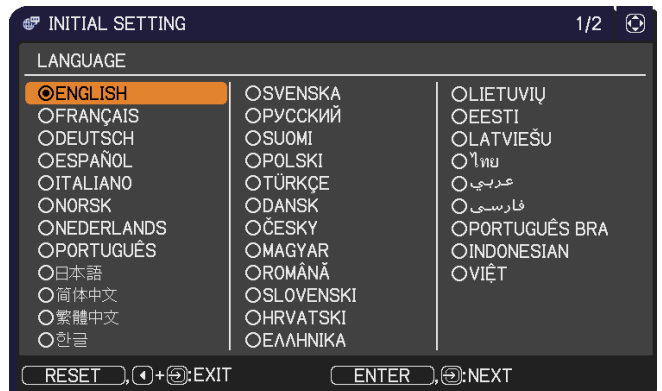 INITIAL SETTING 1/2
LANGUAGE
ENGLISH
FRANÇAIS
DEUTSCH
ESPAÑOL
ITALIANO
NORSK
NEDERLANDS
PORTUGUÊS
日本語
简体中文
繁體中文
한글
SVENSKA
РУССКИЙ
SUOMI
POLSKI
TÜRKÇE
DANSK
ČESKY
MAGYAR
ROMÂNĂ
SLOVENSKI
HRVATSKI
ΕΛΛΗΝΙΚΑ
LIETUVIŲ
EESTI
LATVIEŠU
ไทย
عربي
فارسی
PORTUGUÊS BRA
INDONESIAN
VIỆT
RESET ,+:EXIT ENTER ,:NEXT